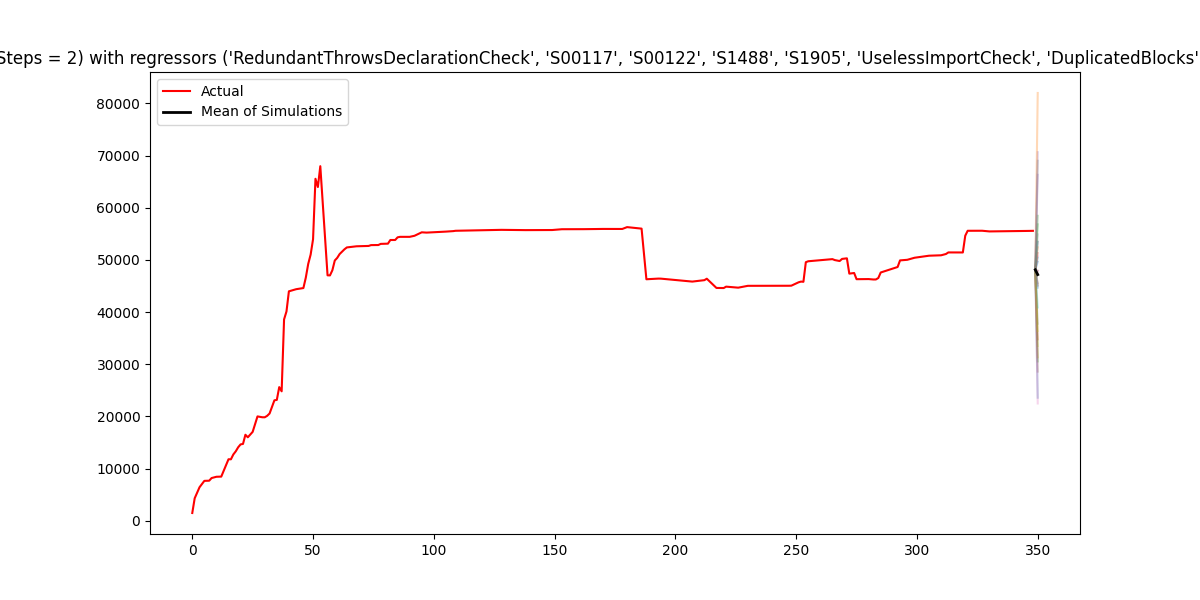 Steps = 2) with regressors ('RedundantThrowsDeclarationCheck', 'S00117', 'S00122', 'S1488', 'S1905', 'UselessImportCheck', 'DuplicatedBlocks'
Actual
Mean of Simulations
80000
70000
60000
50000
40000
30000
20000
10000
0
0 50 100 150 200 250 300 350